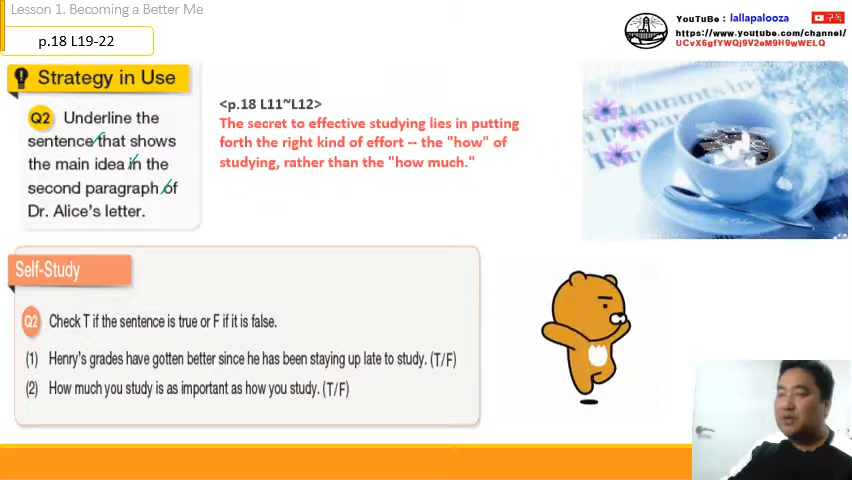 Lesson 1. Becoming a Better Me
p.18 L19-22
YouTuBe : lallapalooza
구독
https://www.youtube.com/channel/
UCvX6gfYWQj9V2eM9H9wWELQ
Strategy in Use
Q2 Underline the
sentence that shows
the main idea in the
second paragraph of
Dr. Alice's letter.
<p.18 L11~L12>
The secret to effective studying lies in putting
forth the right kind of effort -- the "how" of
studying, rather than the "how much."
Self-Study
Q2 Check T if the sentence is true or F if it is false.
(1) Henry's grades have gotten better since he has been staying up late to study. (T/F)
(2) How much you study is as important as how you study. (T/F)